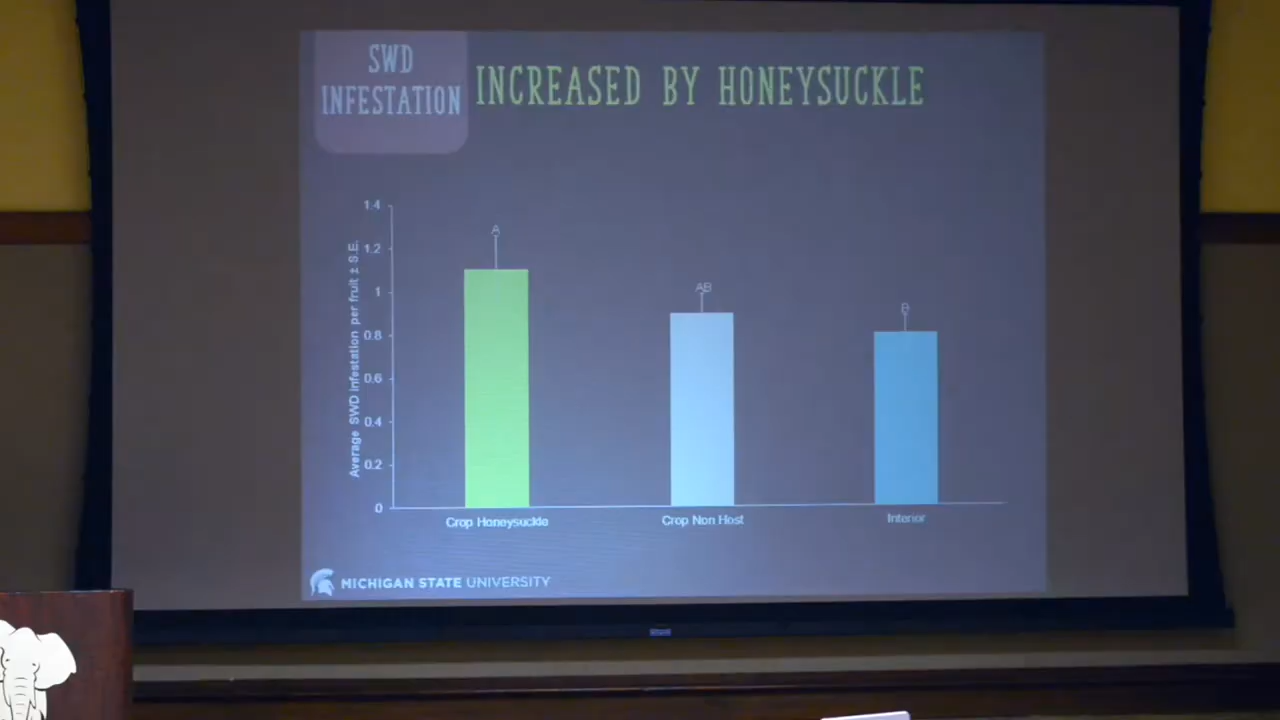 SWD
INFESTATION
INCREASED BY HONEYSUCKLE
Average SWD infestation per fruit ± S.E.
1.4
1.2
1
0.8
0.6
0.4
0.2
0
A
AB
B
Crop Honeysuckle
Crop Non Host
Interior
MICHIGAN STATE UNIVERSITY